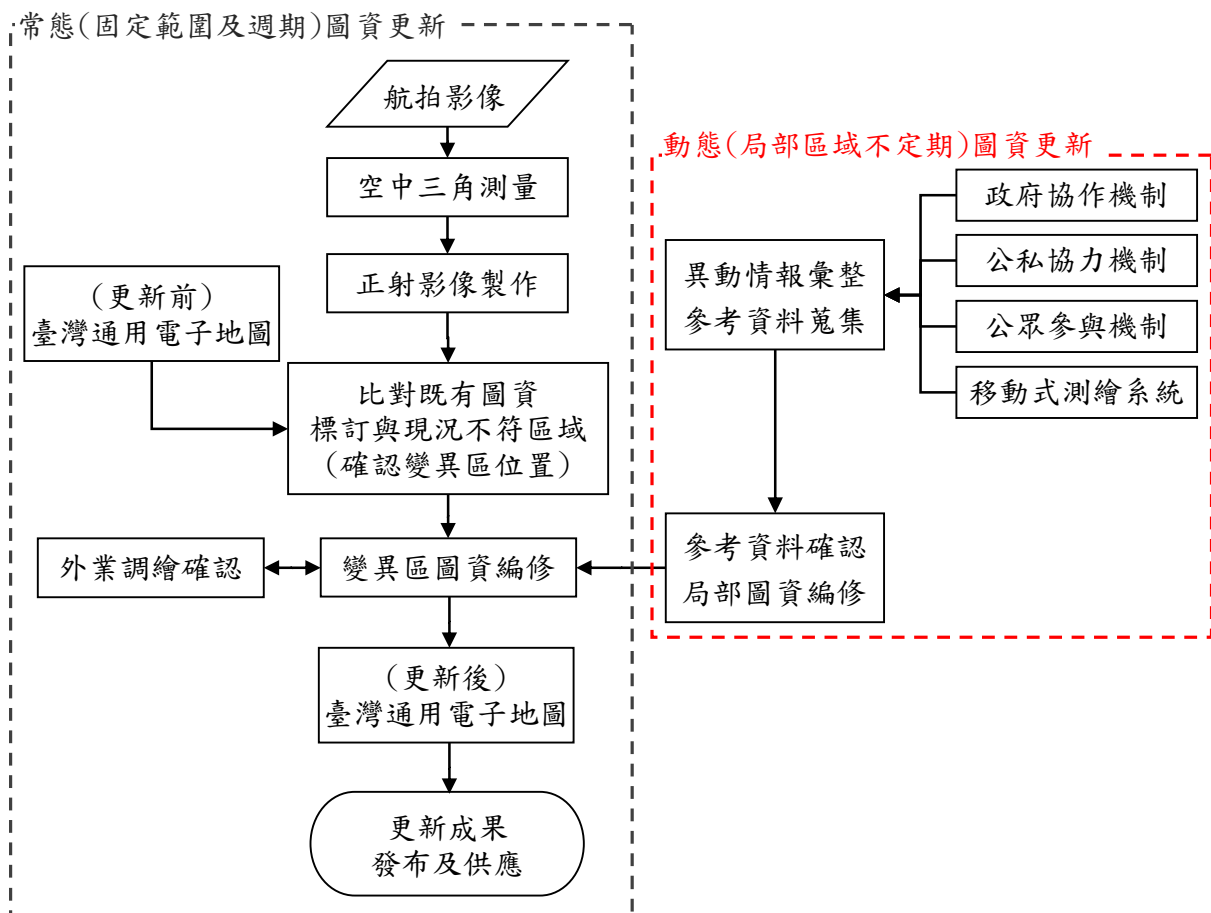 常態(固定範圍及週期)圖資更新
航拍影像
空中三角測量
正射影像製作
(更新前)
臺灣通用電子地圖
比對既有圖資
標訂與現況不符區域
(確認變異區位置)
外業調繪確認
變異區圖資編修
(更新後)
臺灣通用電子地圖
更新成果
發布及供應
動態(局部區域不定期)圖資更新
政府協作機制
公私協力機制
公眾參與機制
移動式測繪系統
異動情報彙整
參考資料蒐集
參考資料確認
局部圖資編修